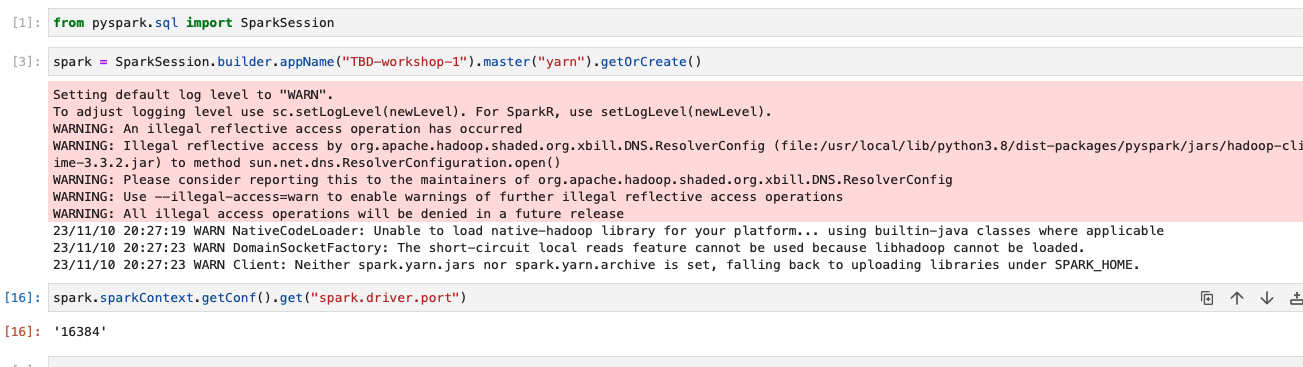 [1]: from pyspark.sql import SparkSession
[3]: spark = SparkSession.builder.appName("TBD-workshop-1").master("yarn").getOrCreate()
Setting default log level to "WARN".
To adjust logging level use sc.setLogLevel(newLevel). For SparkR, use setLogLevel(newLevel).
WARNING: An illegal reflective access operation has occurred
WARNING: Illegal reflective access by org.apache.hadoop.shaded.org.xbill.DNS.ResolverConfig (file:/usr/local/lib/python3.8/dist-packages/pyspark/jars/hadoop-cli
ime-3.3.2.jar) to method sun.net.dns.ResolverConfiguration.open()
WARNING: Please consider reporting this to the maintainers of org.apache.hadoop.shaded.org.xbill.DNS.ResolverConfig
WARNING: Use --illegal-access=warn to enable warnings of further illegal reflective access operations
WARNING: All illegal access operations will be denied in a future release
23/11/10 20:27:19 WARN NativeCodeLoader: Unable to load native-hadoop library for your platform... using builtin-java classes where applicable
23/11/10 20:27:23 WARN DomainSocketFactory: The short-circuit local reads feature cannot be used because libhadoop cannot be loaded.
23/11/10 20:27:23 WARN Client: Neither spark.yarn.jars nor spark.yarn.archive is set, falling back to uploading libraries under SPARK_HOME.
[16]: spark.sparkContext.getConf().get("spark.driver.port")
[16]: '16384'